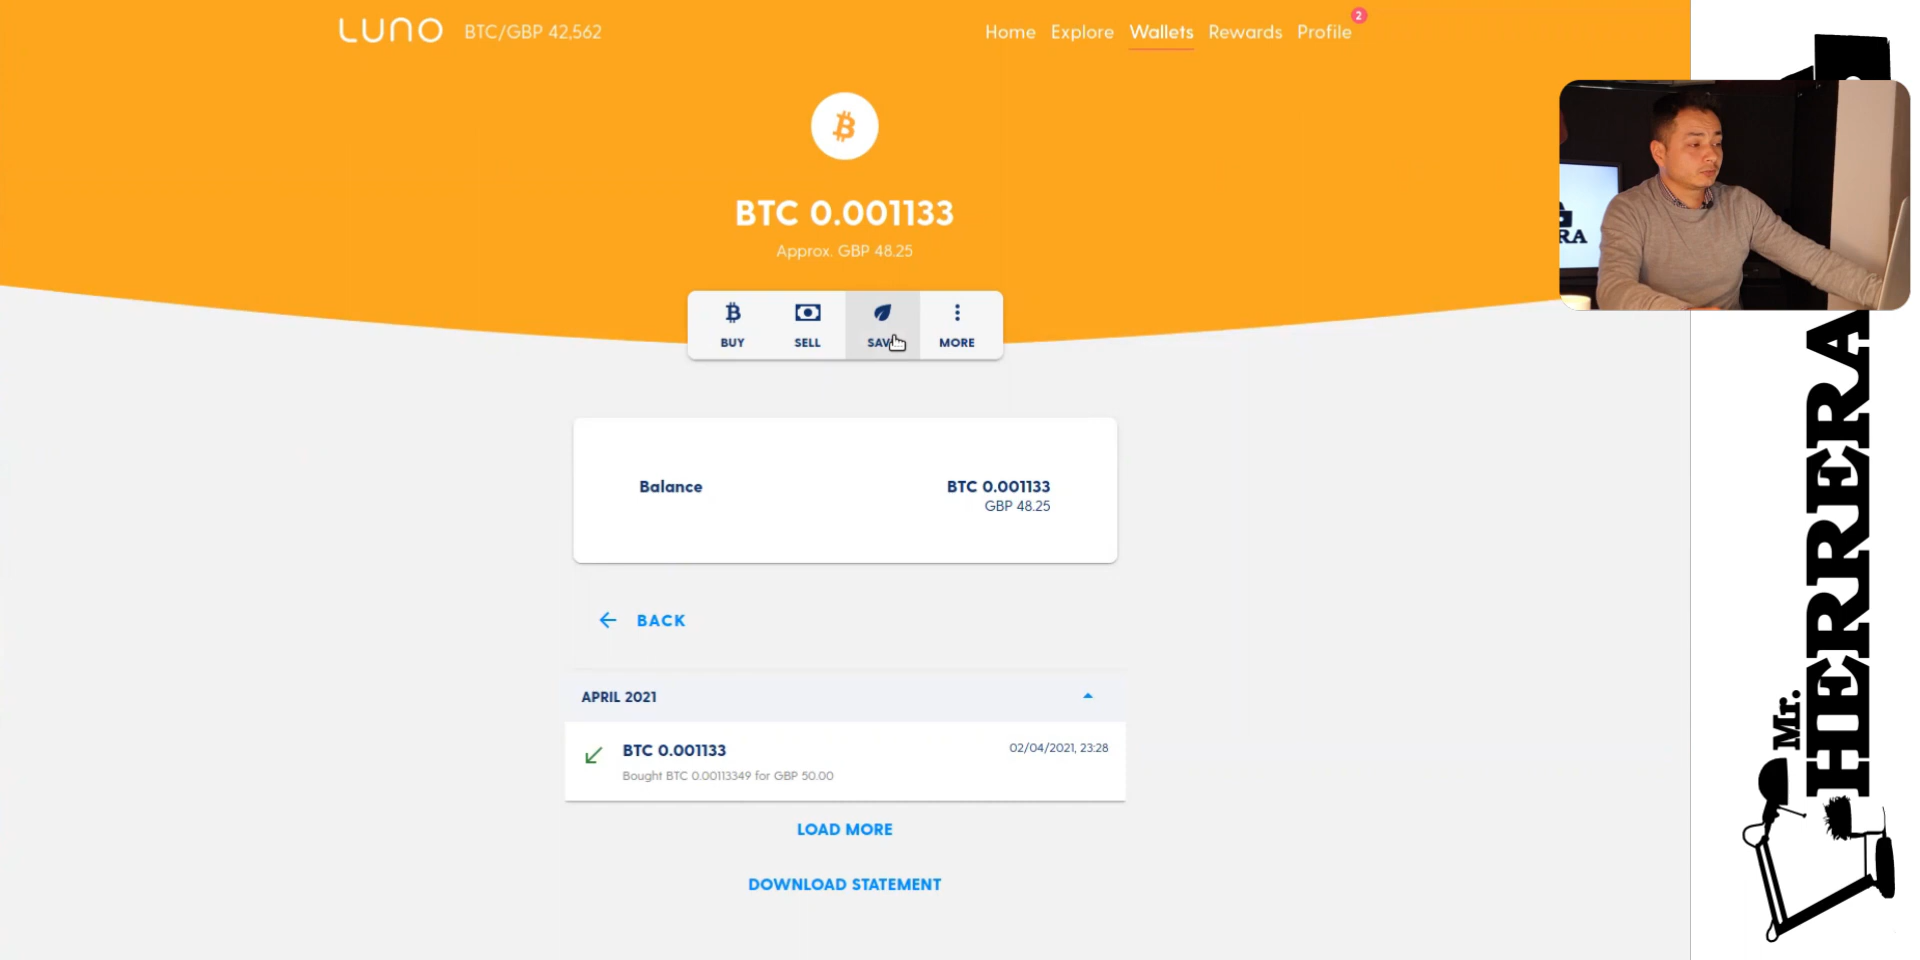 LUNO BTC/GBP 42,562 Home Explore Wallets Rewards Profile 2
BTC 0.001133
Approx. GBP 48.25
BUY SELL SAV MORE
Balance BTC 0.001133
GBP 48.25
BACK
APRIL 2021
BTC 0.001133 02/04/2021, 23:28
Bought BTC 0.00113349 for GBP 50.00
LOAD MORE
DOWNLOAD STATEMENT
RA
Mr.
HERRERA